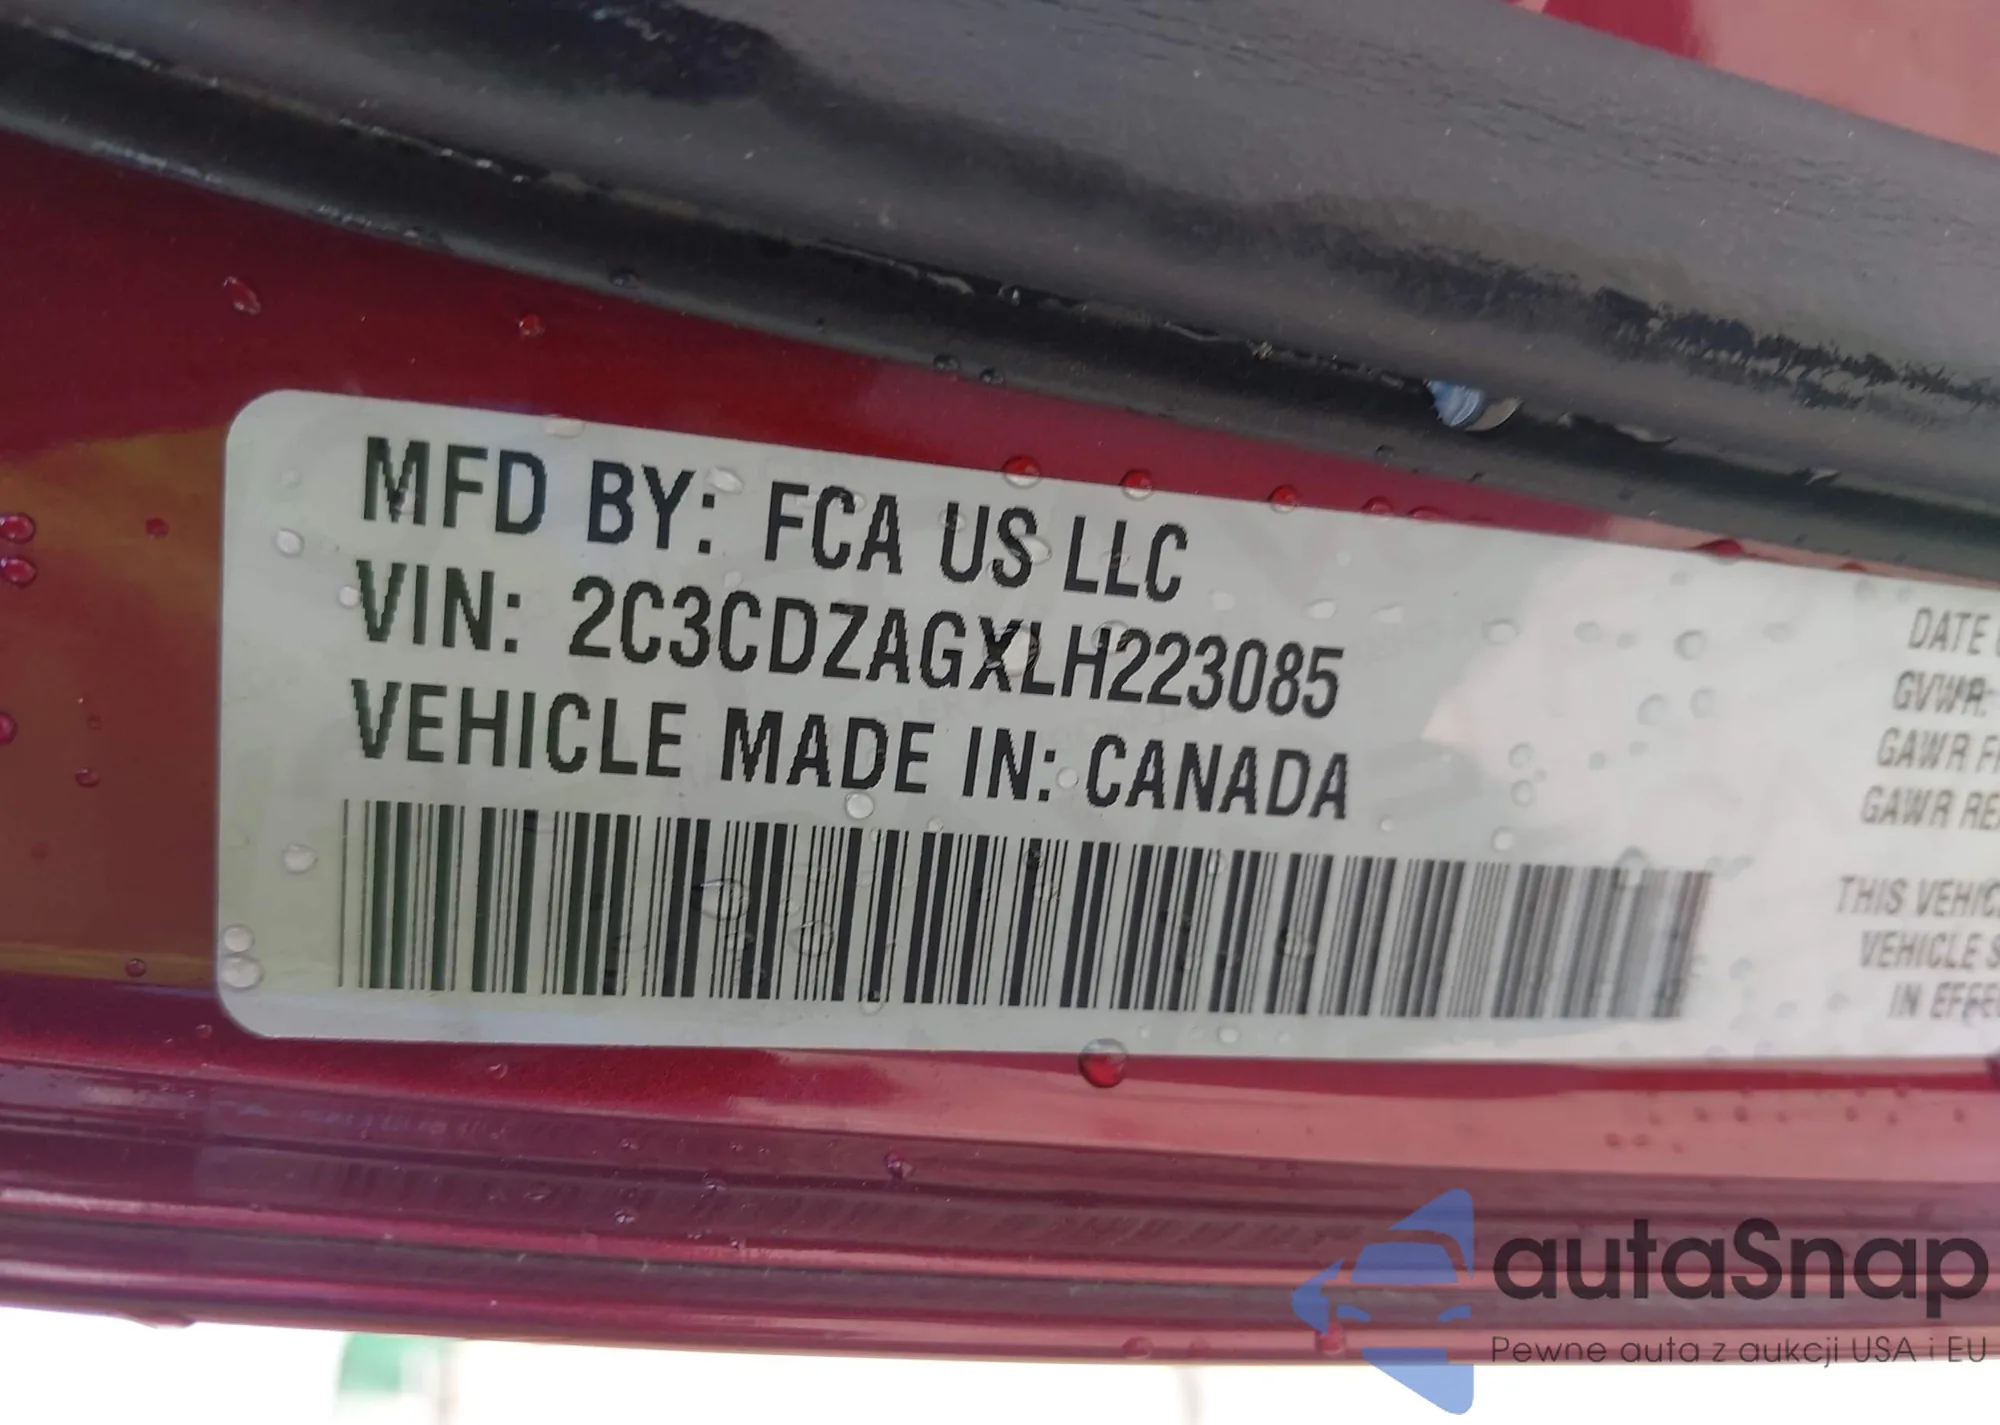 MFD BY: FCA US LLC
VIN: 2C3CDZAGXLH223085
VEHICLE MADE IN: CANADA
DATE
GVWR:
GAWR
GAWR
THIS
VEHICLE
IN
autaSnap
Pewne auta z aukcji USA i EU